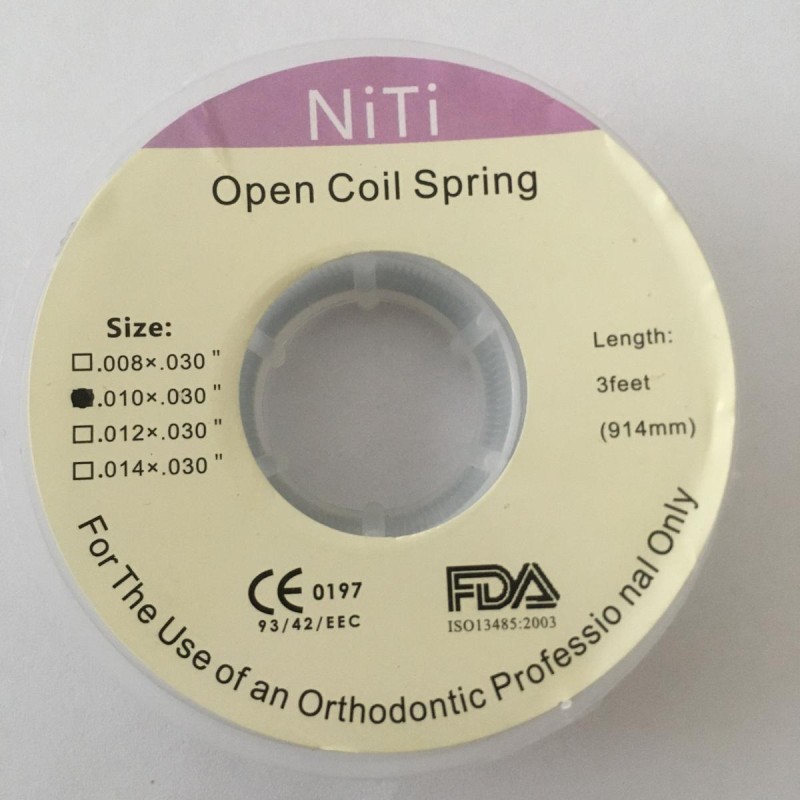 NiTi
Open Coil Spring
Size:
.008×.030"
.010×.030"
.012×.030"
.014×.030"
Length:
3feet
(914mm)
CE 0197
93/42/EEC
FDA
ISO13485:2003
For The Use of an Orthodontic Professio nal Only